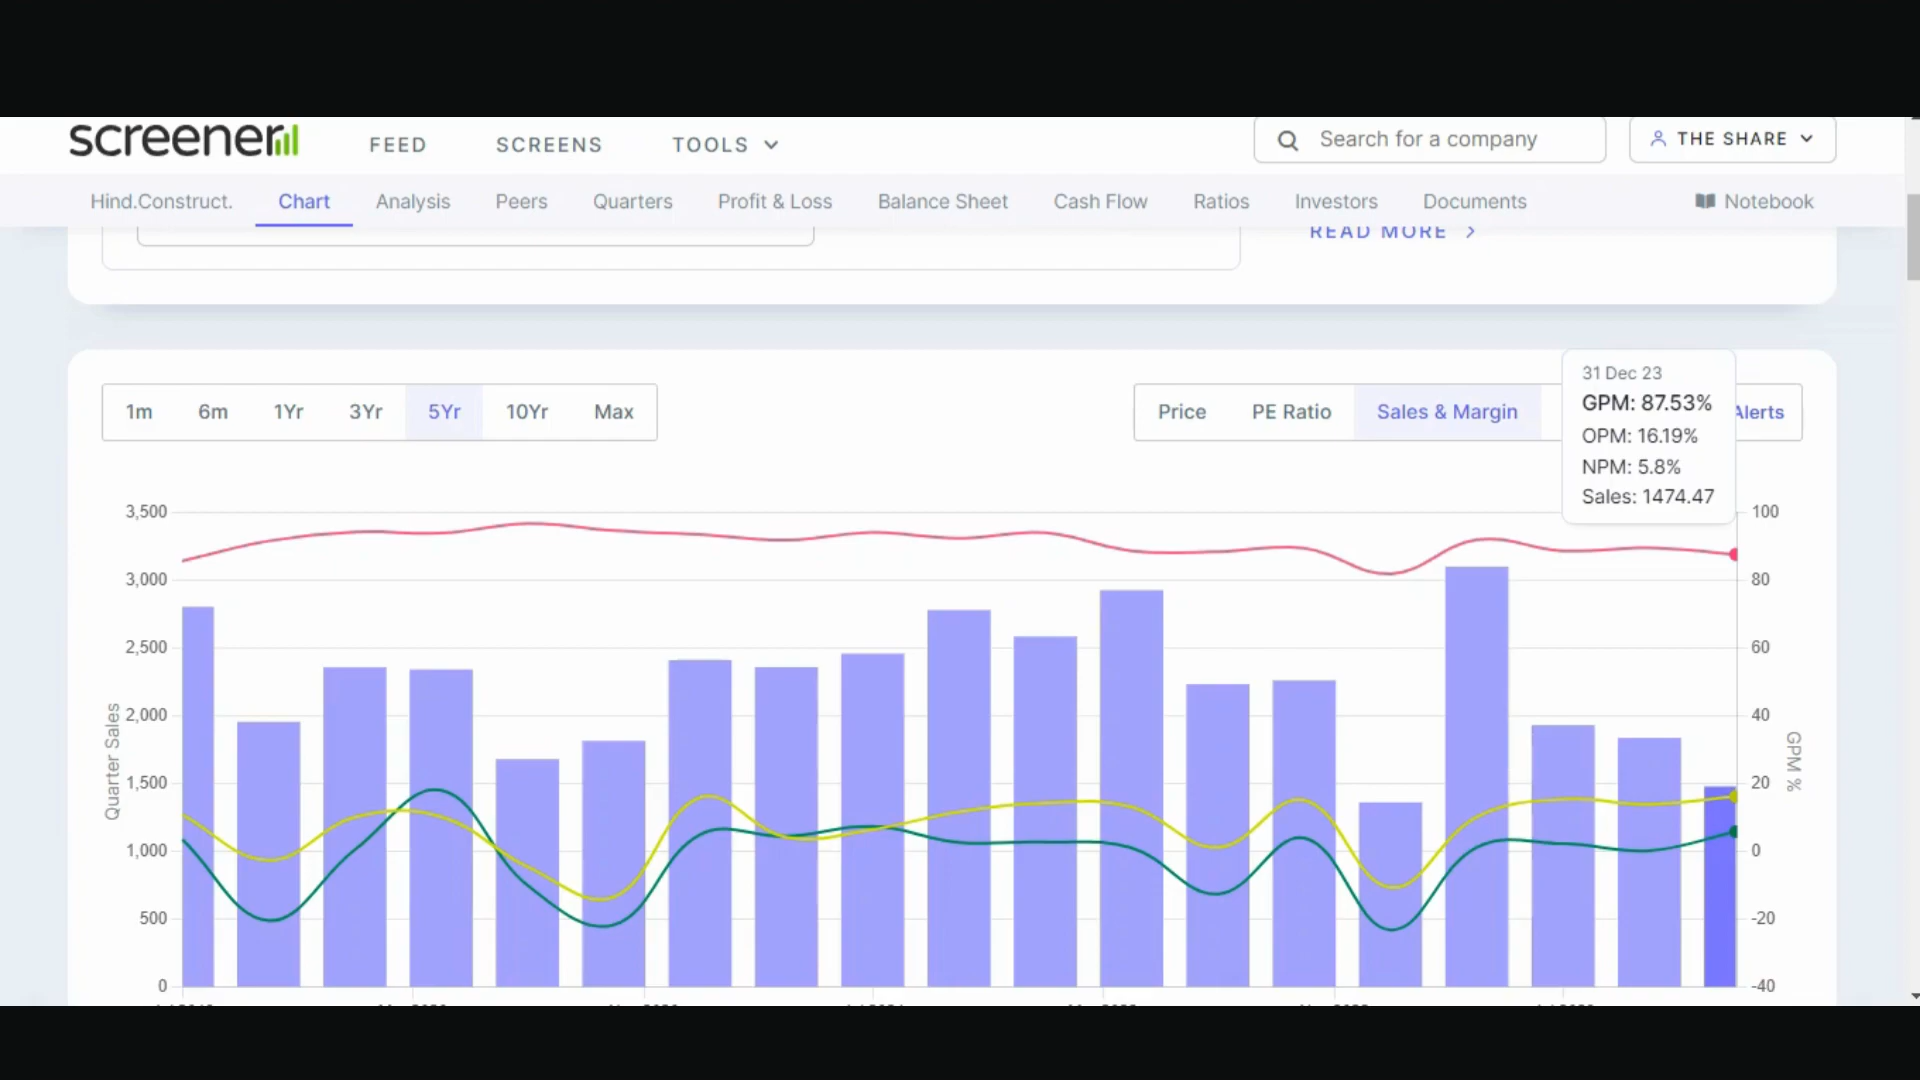 screener
FEED SCREENS TOOLS
Search for a company
THE SHARE
Hind.Construct. Chart Analysis Peers Quarters Profit & Loss Balance Sheet Cash Flow Ratios Investors Documents Notebook
READ MORE
1m 6m 1Yr 3Yr 5Yr 10Yr Max
Price PE Ratio Sales & Margin Alerts
31 Dec 23
GPM: 87.53%
OPM: 16.19%
NPM: 5.8%
Sales: 1474.47
3,500 100
3,000 80
2,500 60
2,000 40
1,500 20
1,000 0
500 -20
0 -40
Quarter Sales
GPM %